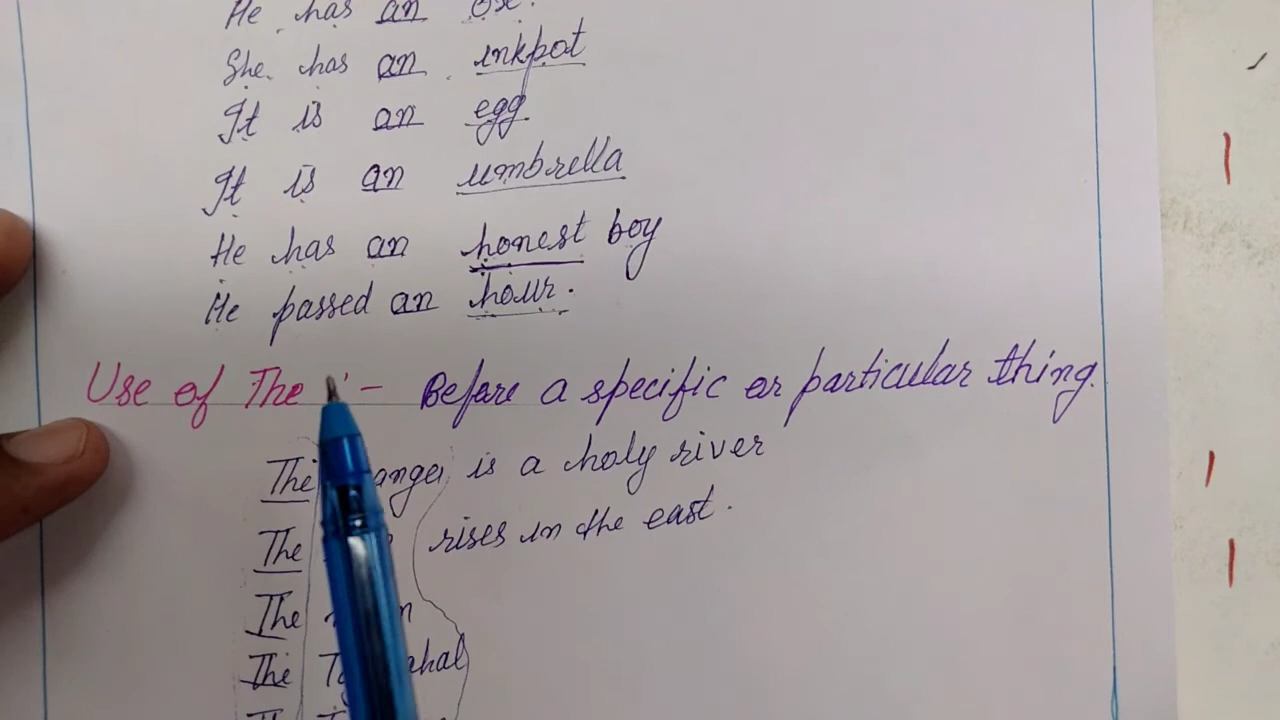 He has an ox.
She has an inkpot
It is an egg.
It is an umbrella
He has an honest boy
He passed an hour.
Use of The :- Before a specific or particular thing.
The is a holy river
The rises in the east.
The
The
The